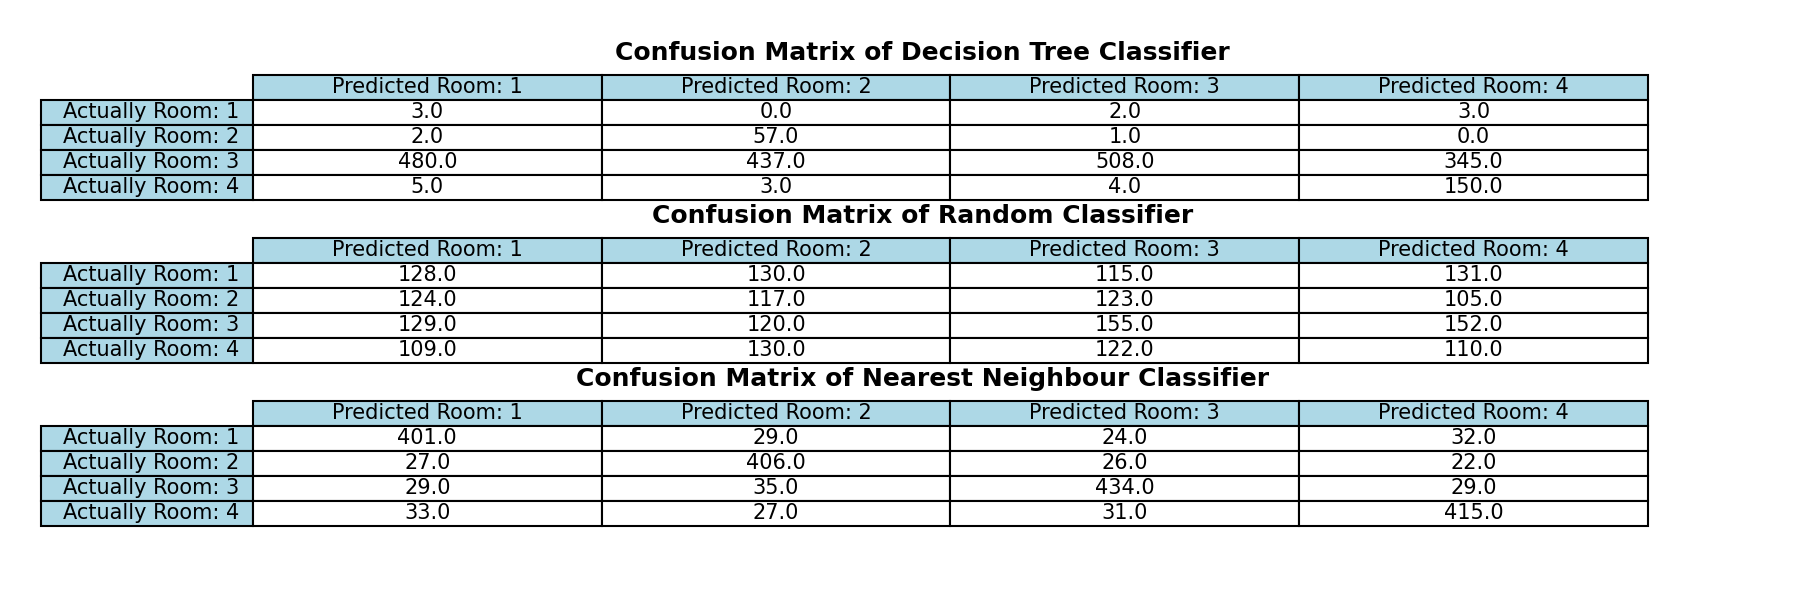 Confusion Matrix of Decision Tree Classifier
Predicted Room: 1 Predicted Room: 2 Predicted Room: 3 Predicted Room: 4
Actually Room: 1 3.0 0.0 2.0 3.0
Actually Room: 2 2.0 57.0 1.0 0.0
Actually Room: 3 480.0 437.0 508.0 345.0
Actually Room: 4 5.0 3.0 4.0 150.0
Confusion Matrix of Random Classifier
Predicted Room: 1 Predicted Room: 2 Predicted Room: 3 Predicted Room: 4
Actually Room: 1 128.0 130.0 115.0 131.0
Actually Room: 2 124.0 117.0 123.0 105.0
Actually Room: 3 129.0 120.0 155.0 152.0
Actually Room: 4 109.0 130.0 122.0 110.0
Confusion Matrix of Nearest Neighbour Classifier
Predicted Room: 1 Predicted Room: 2 Predicted Room: 3 Predicted Room: 4
Actually Room: 1 401.0 29.0 24.0 32.0
Actually Room: 2 27.0 406.0 26.0 22.0
Actually Room: 3 29.0 35.0 434.0 29.0
Actually Room: 4 33.0 27.0 31.0 415.0